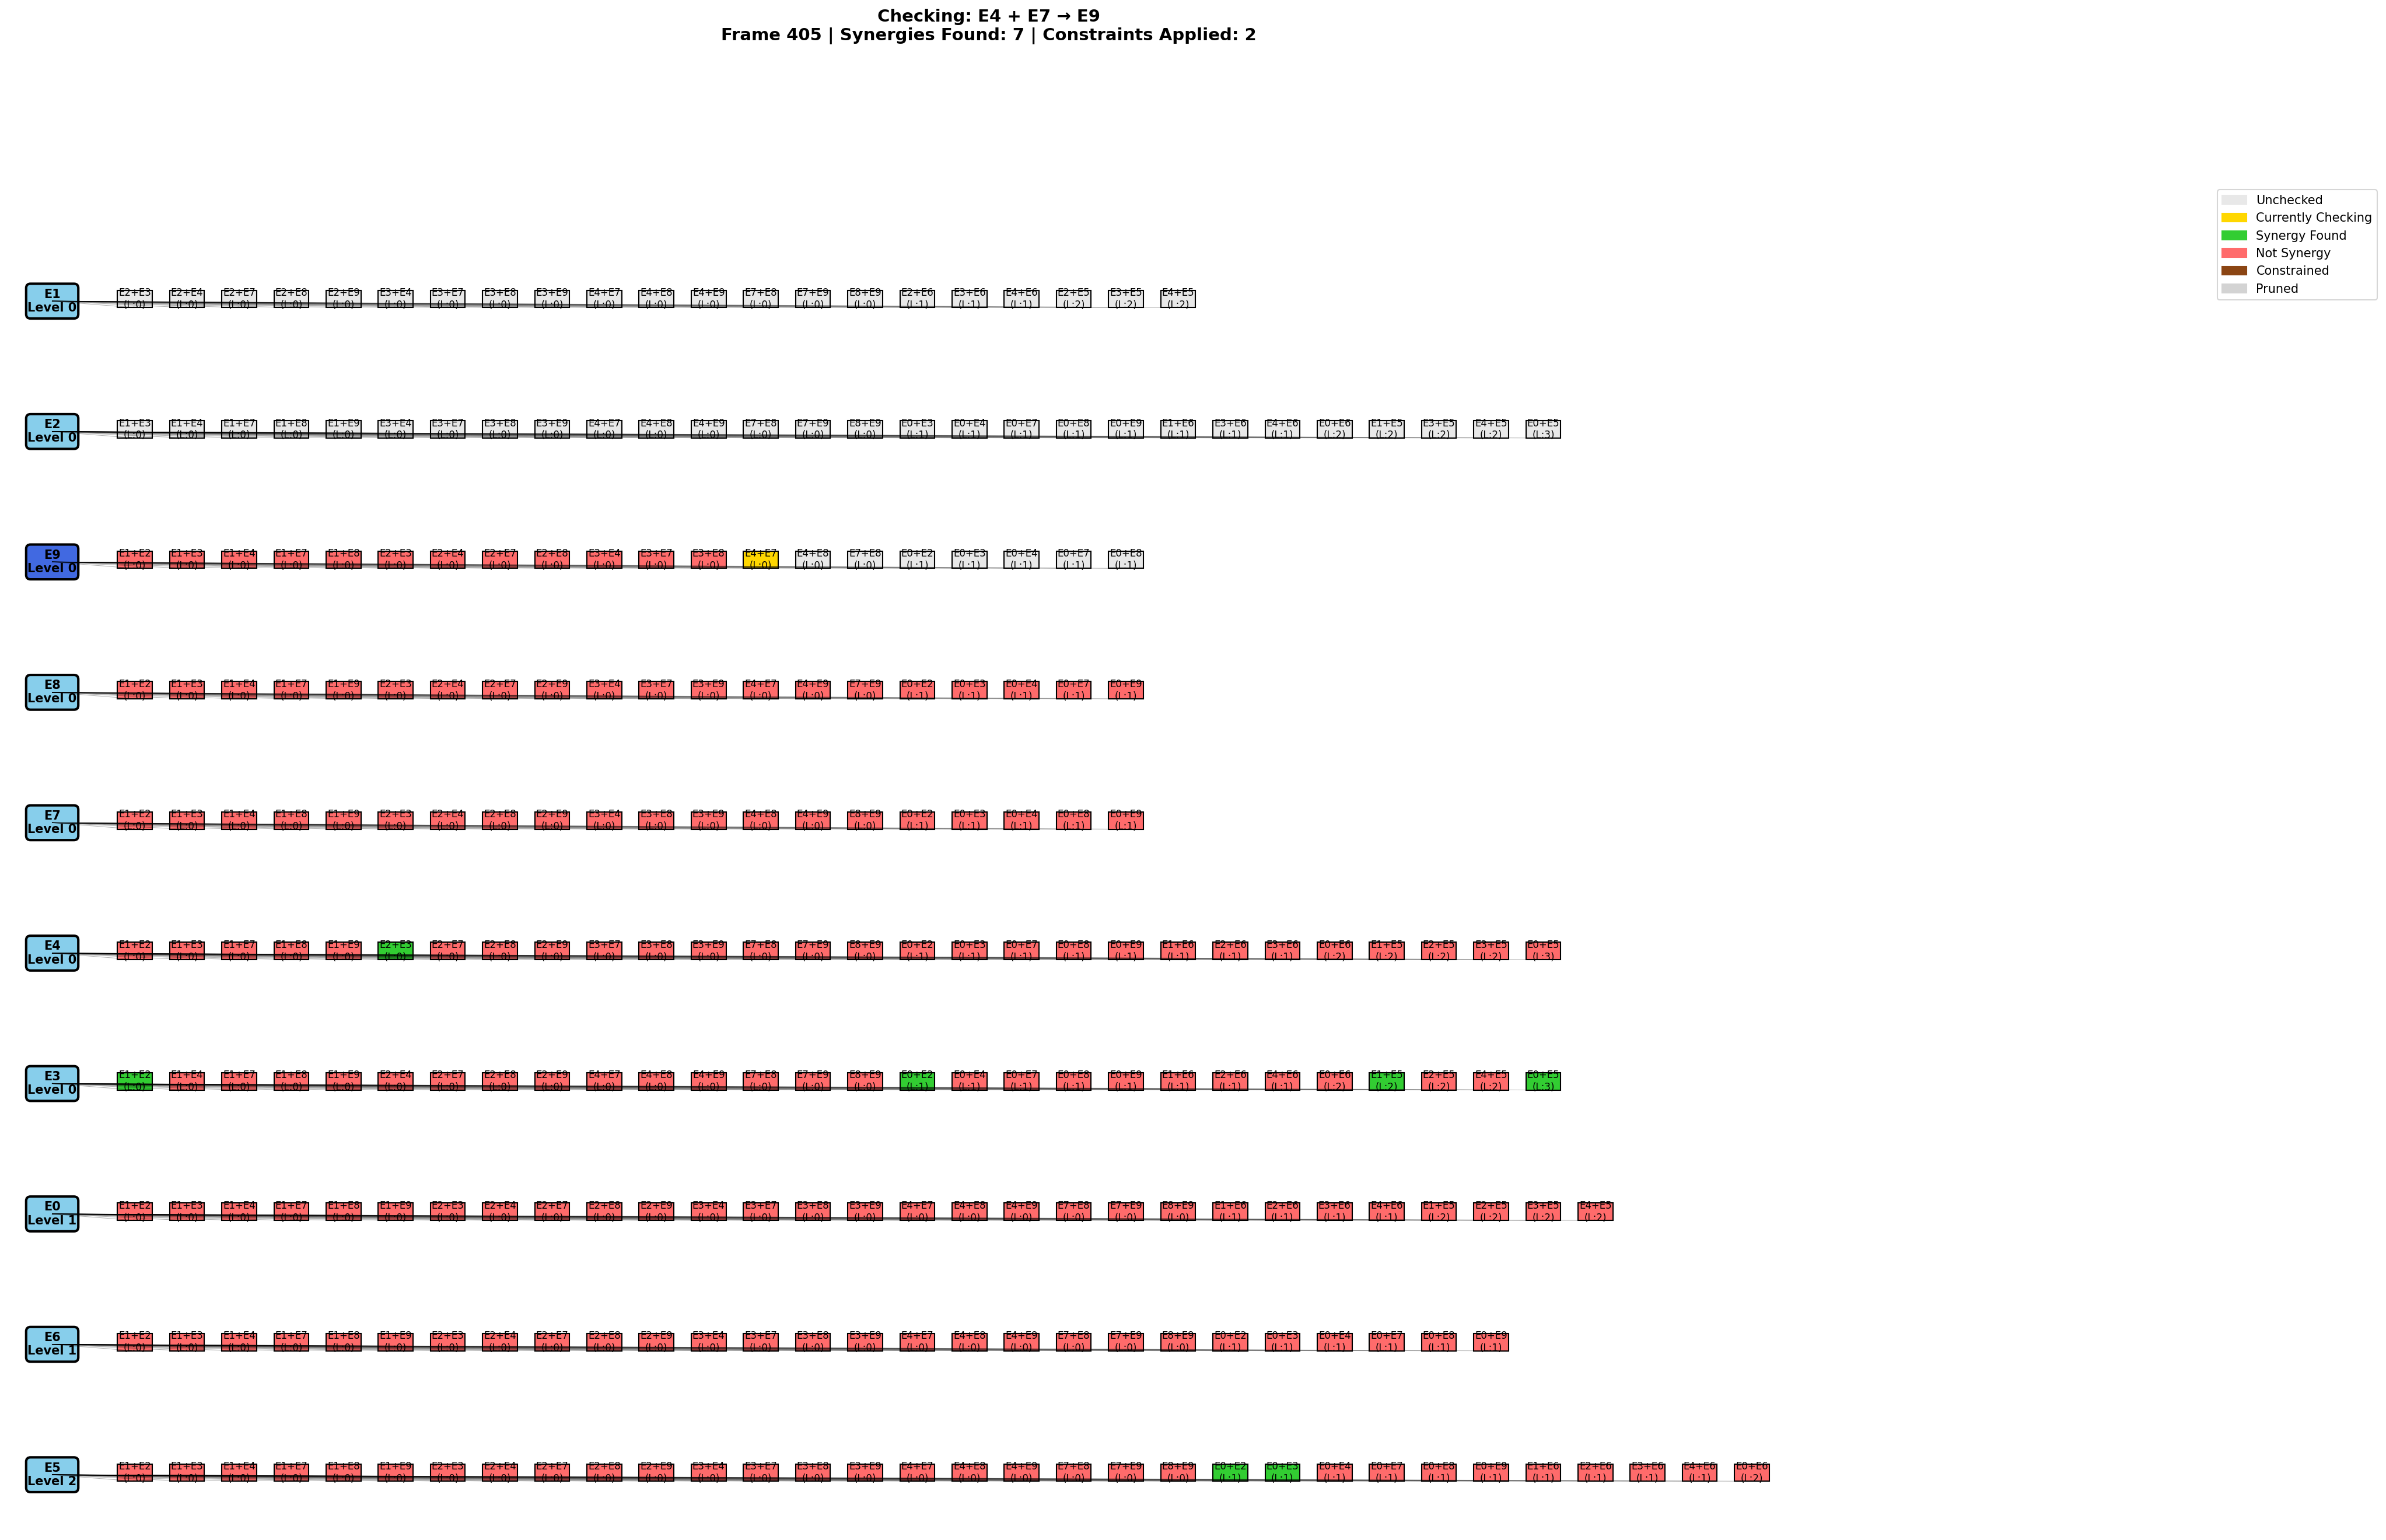 Checking: E4 + E7 → E9
Frame 405 | Synergies Found: 7 | Constraints Applied: 2
Unchecked
Currently Checking
Synergy Found
Not Synergy
Constrained
Pruned
E1 E2+E3 E2+E4 E2+E7 E2+E8 E2+E9 E3+E4 E3+E7 E3+E8 E3+E9 E4+E7 E4+E8 E4+E9 E7+E8 E7+E9 E8+E9 E2+E6 E3+E6 E4+E6 E2+E5 E3+E5 E4+E5
Level 0 (L:0) (L:0) (L:0) (L:0) (L:0) (L:0) (L:0) (L:0) (L:0) (L:0) (L:0) (L:0) (L:0) (L:0) (L:0) (L:1) (L:1) (L:1) (L:2) (L:2) (L:2)
E2 E1+E3 E1+E4 E1+E7 E1+E8 E1+E9 E3+E4 E3+E7 E3+E8 E3+E9 E4+E7 E4+E8 E4+E9 E7+E8 E7+E9 E8+E9 E0+E3 E0+E4 E0+E7 E0+E8 E0+E9 E1+E6 E3+E6 E4+E6 E0+E6 E1+E5 E3+E5 E4+E5 E0+E5
Level 0 (L:0) (L:0) (L:0) (L:0) (L:0) (L:0) (L:0) (L:0) (L:0) (L:0) (L:0) (L:0) (L:0) (L:0) (L:0) (L:1) (L:1) (L:1) (L:1) (L:1) (L:1) (L:1) (L:1) (L:2) (L:2) (L:2) (L:2) (L:3)
E9 E1+E2 E1+E3 E1+E4 E1+E7 E1+E8 E2+E3 E2+E4 E2+E7 E2+E8 E3+E4 E3+E7 E3+E8 E4+E7 E4+E8 E7+E8 E0+E2 E0+E3 E0+E4 E0+E7 E0+E8
Level 0 (L:0) (L:0) (L:0) (L:0) (L:0) (L:0) (L:0) (L:0) (L:0) (L:0) (L:0) (L:0) (L:0) (L:0) (L:0) (L:1) (L:1) (L:1) (L:1) (L:1)
E8 E1+E2 E1+E3 E1+E4 E1+E7 E1+E9 E2+E3 E2+E4 E2+E7 E2+E9 E3+E4 E3+E7 E3+E9 E4+E7 E4+E9 E7+E9 E0+E2 E0+E3 E0+E4 E0+E7 E0+E9
Level 0 (L:0) (L:0) (L:0) (L:0) (L:0) (L:0) (L:0) (L:0) (L:0) (L:0) (L:0) (L:0) (L:0) (L:0) (L:0) (L:1) (L:1) (L:1) (L:1) (L:1)
E7 E1+E2 E1+E3 E1+E4 E1+E8 E1+E9 E2+E3 E2+E4 E2+E8 E2+E9 E3+E4 E3+E8 E3+E9 E4+E8 E4+E9 E8+E9 E0+E2 E0+E3 E0+E4 E0+E8 E0+E9
Level 0 (L:0) (L:0) (L:0) (L:0) (L:0) (L:0) (L:0) (L:0) (L:0) (L:0) (L:0) (L:0) (L:0) (L:0) (L:0) (L:1) (L:1) (L:1) (L:1) (L:1)
E4 E1+E2 E1+E3 E1+E7 E1+E8 E1+E9 E2+E3 E2+E7 E2+E8 E2+E9 E3+E7 E3+E8 E3+E9 E7+E8 E7+E9 E8+E9 E0+E2 E0+E3 E0+E7 E0+E8 E0+E9 E1+E6 E2+E6 E3+E6 E0+E6 E1+E5 E2+E5 E3+E5 E0+E5
Level 0 (L:0) (L:0) (L:0) (L:0) (L:0) (L:0) (L:0) (L:0) (L:0) (L:0) (L:0) (L:0) (L:0) (L:0) (L:0) (L:1) (L:1) (L:1) (L:1) (L:1) (L:1) (L:1) (L:1) (L:2) (L:2) (L:2) (L:2) (L:3)
E3 E1+E2 E1+E4 E1+E7 E1+E8 E1+E9 E2+E4 E2+E7 E2+E8 E2+E9 E4+E7 E4+E8 E4+E9 E7+E8 E7+E9 E8+E9 E0+E2 E0+E4 E0+E7 E0+E8 E0+E9 E1+E6 E2+E6 E4+E6 E0+E6 E1+E5 E2+E5 E4+E5 E0+E5
Level 0 (L:0) (L:0) (L:0) (L:0) (L:0) (L:0) (L:0) (L:0) (L:0) (L:0) (L:0) (L:0) (L:0) (L:0) (L:0) (L:1) (L:1) (L:1) (L:1) (L:1) (L:1) (L:1) (L:1) (L:2) (L:2) (L:2) (L:2) (L:3)
E0 E1+E2 E1+E3 E1+E4 E1+E7 E1+E8 E1+E9 E2+E3 E2+E4 E2+E7 E2+E8 E2+E9 E3+E4 E3+E7 E3+E8 E3+E9 E4+E7 E4+E8 E4+E9 E7+E8 E7+E9 E8+E9 E1+E6 E2+E6 E3+E6 E4+E6 E1+E5 E2+E5 E3+E5 E4+E5
Level 1 (L:0) (L:0) (L:0) (L:0) (L:0) (L:0) (L:0) (L:0) (L:0) (L:0) (L:0) (L:0) (L:0) (L:0) (L:0) (L:0) (L:0) (L:0) (L:0) (L:0) (L:0) (L:1) (L:1) (L:1) (L:1) (L:2) (L:2) (L:2) (L:2)
E6 E1+E2 E1+E3 E1+E4 E1+E7 E1+E8 E1+E9 E2+E3 E2+E4 E2+E7 E2+E8 E2+E9 E3+E4 E3+E7 E3+E8 E3+E9 E4+E7 E4+E8 E4+E9 E7+E8 E7+E9 E8+E9 E0+E2 E0+E3 E0+E4 E0+E7 E0+E8 E0+E9
Level 1 (L:0) (L:0) (L:0) (L:0) (L:0) (L:0) (L:0) (L:0) (L:0) (L:0) (L:0) (L:0) (L:0) (L:0) (L:0) (L:0) (L:0) (L:0) (L:0) (L:0) (L:0) (L:1) (L:1) (L:1) (L:1) (L:1) (L:1)
E5 E1+E2 E1+E3 E1+E4 E1+E7 E1+E8 E1+E9 E2+E3 E2+E4 E2+E7 E2+E8 E2+E9 E3+E4 E3+E7 E3+E8 E3+E9 E4+E7 E4+E8 E4+E9 E7+E8 E7+E9 E8+E9 E0+E2 E0+E3 E0+E4 E0+E7 E0+E8 E0+E9 E1+E6 E2+E6 E3+E6 E4+E6 E0+E6
Level 2 (L:0) (L:0) (L:0) (L:0) (L:0) (L:0) (L:0) (L:0) (L:0) (L:0) (L:0) (L:0) (L:0) (L:0) (L:0) (L:0) (L:0) (L:0) (L:0) (L:0) (L:0) (L:1) (L:1) (L:1) (L:1) (L:1) (L:1) (L:1) (L:1) (L:1) (L:1) (L:2)